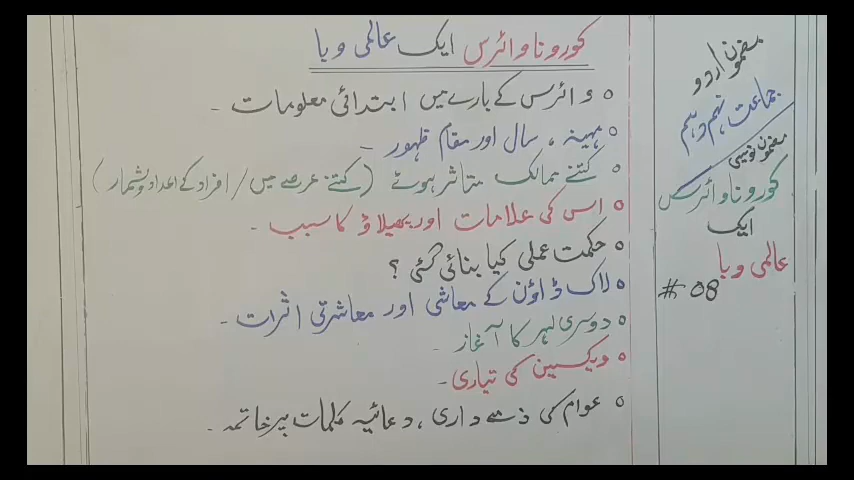 کورونا وائرس ایک عالمی وبا
وائرس کے بارے میں ابتدائی معلومات -
مہینہ ، سال اور مقام ظہور -
کتنے ممالک متاثر ہوئے (کتنے عرصے میں / افراد کے اعداد و شمار)
اس کی علامات اور پھیلاؤ کا سبب -
حکمت عملی کیا بنائی گئی ؟
لاک ڈاؤن کے معاشی اور معاشرتی اثرات -
دوسری لہر کا آغاز -
ویکسین کی تیاری -
عوام کی ذمے داری ، دعائیہ کلمات پر خاتمہ -
مضمون اردو
جماعت نہم و دہم
مضمون نویسی
کورونا وائرس
ایک
عالمی وبا
# 08